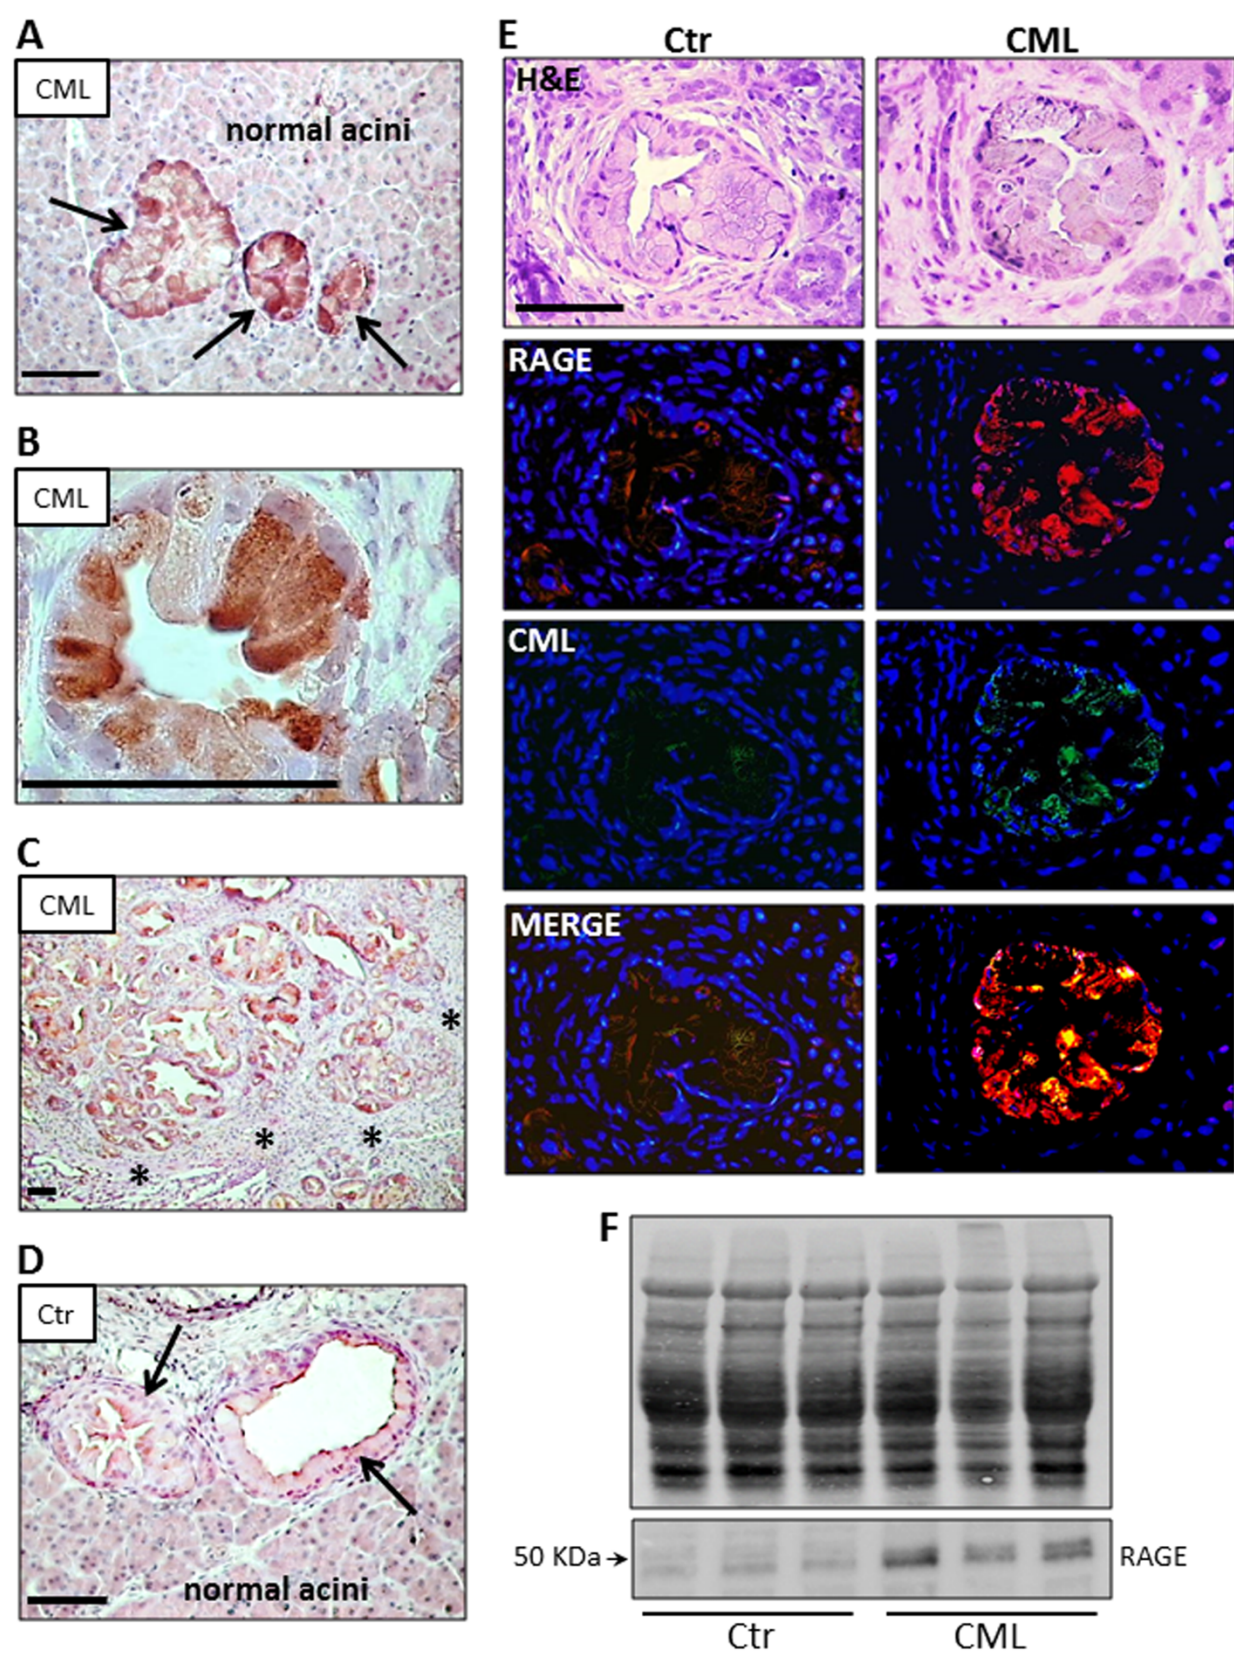 A
CML
normal acini
B
CML
C
CML
*
*
*
*
D
Ctr
normal acini
E
Ctr
CML
H&E
RAGE
CML
MERGE
F
50 KDa
RAGE
Ctr
CML